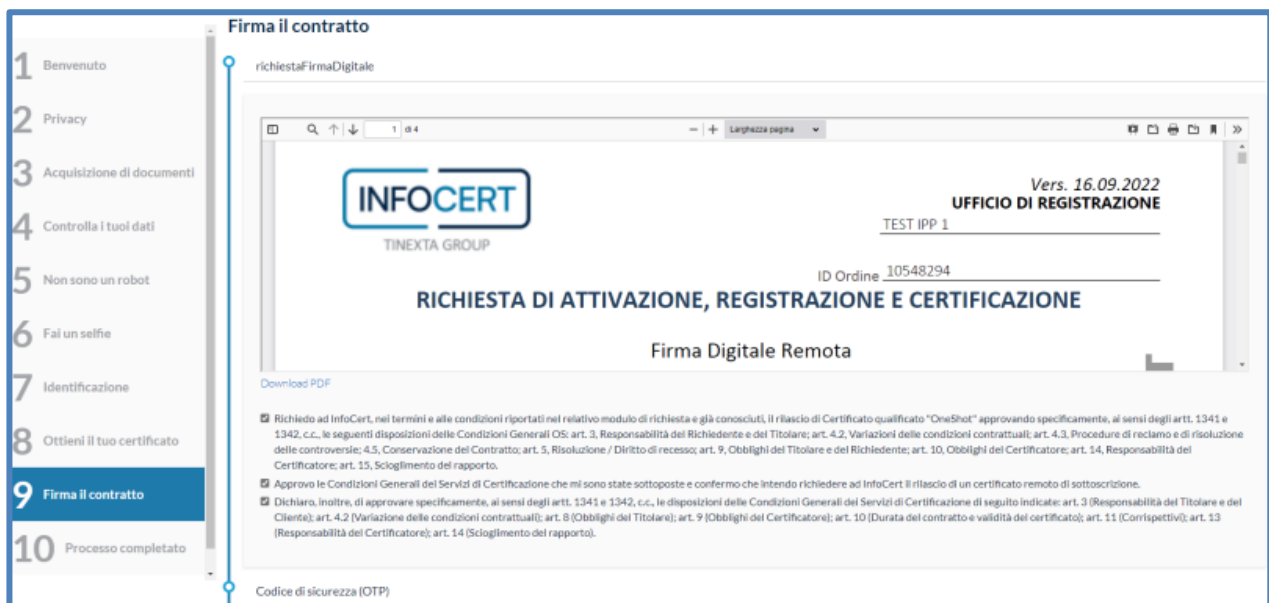 Firma il contratto
1 Benvenuto
2 Privacy
3 Acquisizione di documenti
4 Controlla i tuoi dati
5 Non sono un robot
6 Fai un selfie
7 Identificazione
8 Ottieni il tuo certificato
9 Firma il contratto
10 Processo completato
richiestaFirmaDigitale
1 di 4
Larghezza pagina
INFOCERT
TINEXTA GROUP
Vers. 16.09.2022
UFFICIO DI REGISTRAZIONE
TEST IPP 1
ID Ordine 10548294
RICHIESTA DI ATTIVAZIONE, REGISTRAZIONE E CERTIFICAZIONE
Firma Digitale Remota
Download PDF
Richiedo ad InfoCert, nei termini e alle condizioni riportati nel relativo modulo di richiesta e già conosciuti, il rilascio di Certificato qualificato "OneShot" approvando specificamente, ai sensi degli artt. 1341 e
1342, c.c., le seguenti disposizioni delle Condizioni Generali OS: art. 3, Responsabilità del Richiedente e del Titolare; art. 4.2, Variazioni delle condizioni contrattuali; art. 4.3, Procedure di reclamo e di risoluzione
delle controversie; 4.5, Conservazione del Contratto; art. 5, Risoluzione / Diritto di recesso; art. 9, Obblighi del Titolare e del Richiedente; art. 10, Obblighi del Certificatore; art. 14, Responsabilità del
Certificatore; art. 15, Scioglimento del rapporto.
Approvo le Condizioni Generali dei Servizi di Certificazione che mi sono state sottoposte e confermo che intendo richiedere ad InfoCert il rilascio di un certificato remoto di sottoscrizione.
Dichiaro, inoltre, di approvare specificamente, ai sensi degli artt. 1341 e 1342, c.c., le disposizioni delle Condizioni Generali dei Servizi di Certificazione di seguito indicate: art. 3 (Responsabilità del Titolare e del
Cliente); art. 4.2 (Variazione delle condizioni contrattuali); art. 8 (Obblighi del Titolare); art. 9 (Obblighi del Certificatore); art. 10 (Durata del contratto e validità del certificato); art. 11 (Corrispettivi); art. 13
(Responsabilità del Certificatore); art. 14 (Scioglimento del rapporto).
Codice di sicurezza (OTP)